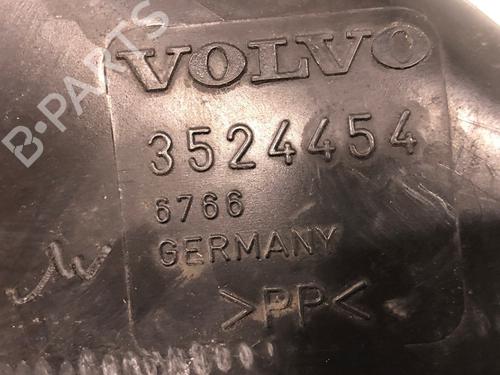 B-PARTS
VOLVO
3524454
6766
GERMANY
>PP<